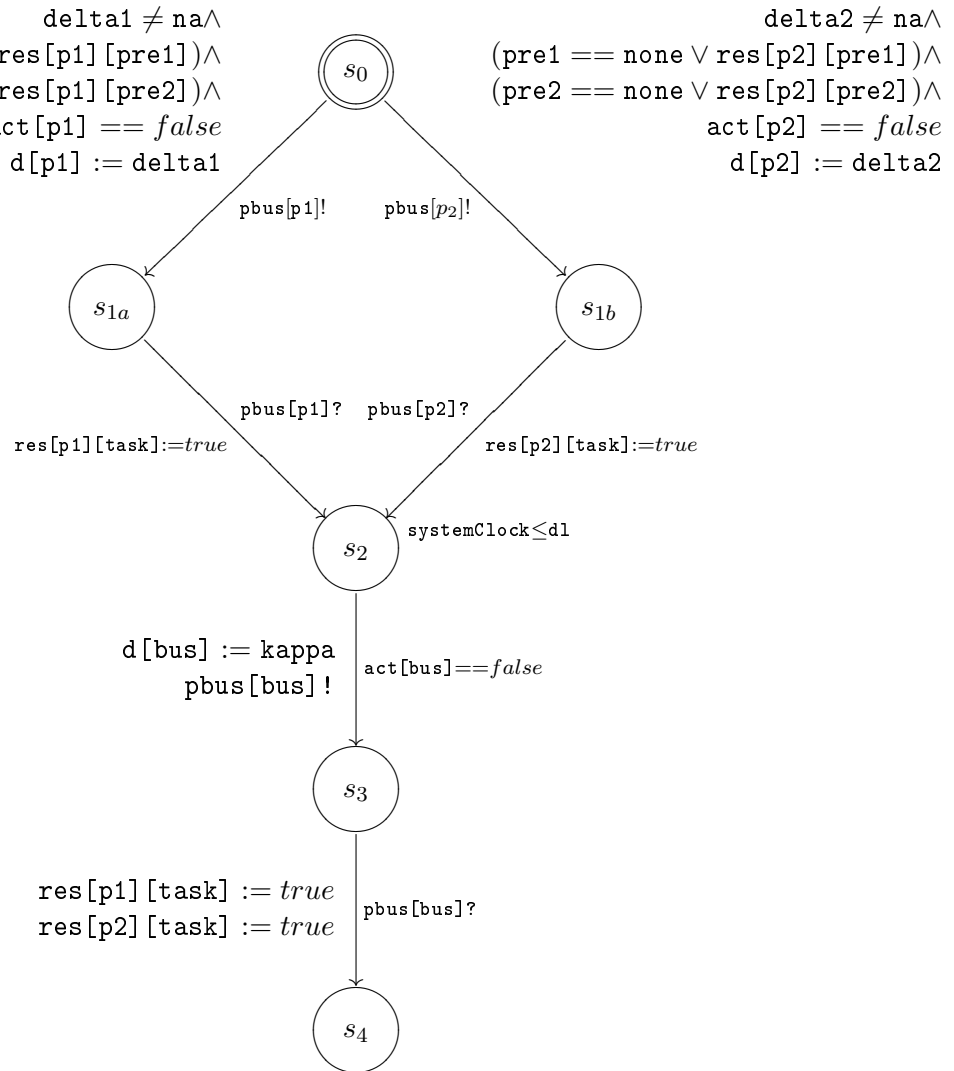 delta1 ≠ na∧
res[p1][pre1])∧
res[p1][pre2])∧
act[p1] == false
d[p1] := delta1
delta2 ≠ na∧
(pre1 == none ∨ res[p2][pre1])∧
(pre2 == none ∨ res[p2][pre2])∧
act[p2] == false
d[p2] := delta2
s0
pbus[p1]!
pbus[p2]!
s1a
s1b
pbus[p1]?
pbus[p2]?
res[p1][task]:=true
res[p2][task]:=true
s2
systemClock≤dl
d[bus] := kappa
pbus[bus]!
act[bus]==false
s3
res[p1][task] := true
res[p2][task] := true
pbus[bus]?
s4